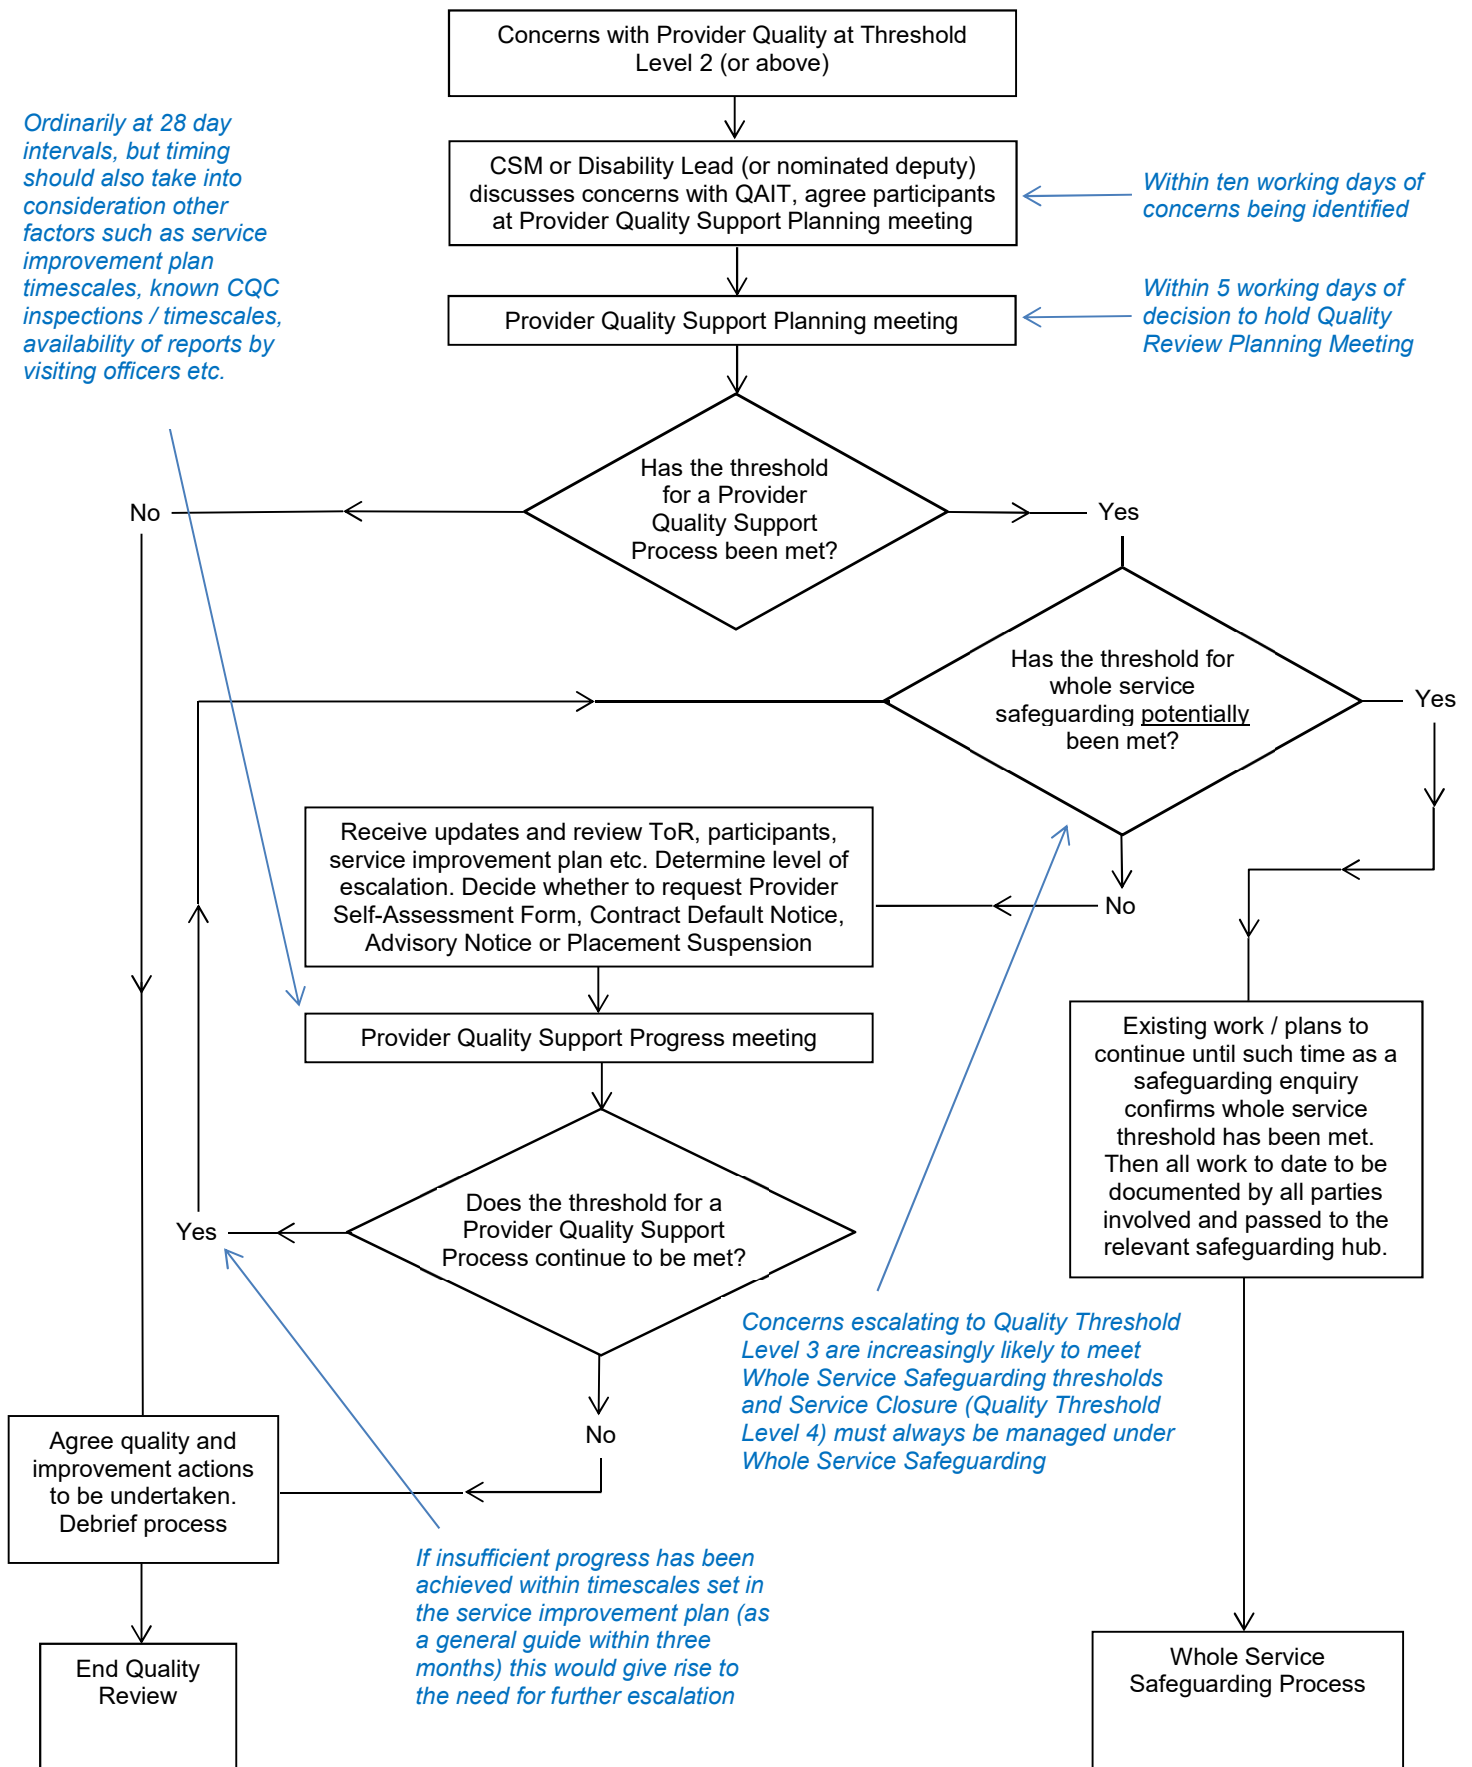 Concerns with Provider Quality at Threshold
Level 2 (or above)
Ordinarily at 28 day
intervals, but timing
should also take into
consideration other
factors such as service
improvement plan
timescales, known CQC
inspections / timescales,
availability of reports by
visiting officers etc.
CSM or Disability Lead (or nominated deputy)
discusses concerns with QAIT, agree participants
at Provider Quality Support Planning meeting
Within ten working days of
concerns being identified
Provider Quality Support Planning meeting
Within 5 working days of
decision to hold Quality
Review Planning Meeting
Has the threshold
for a Provider
Quality Support
Process been met?
No
Yes
Has the threshold for
whole service
safeguarding potentially
been met?
Yes
No
Receive updates and review ToR, participants,
service improvement plan etc. Determine level of
escalation. Decide whether to request Provider
Self-Assessment Form, Contract Default Notice,
Advisory Notice or Placement Suspension
Provider Quality Support Progress meeting
Existing work / plans to
continue until such time as a
safeguarding enquiry
confirms whole service
threshold has been met.
Then all work to date to be
documented by all parties
involved and passed to the
relevant safeguarding hub.
Does the threshold for a
Provider Quality Support
Process continue to be met?
Yes
Concerns escalating to Quality Threshold
Level 3 are increasingly likely to meet
Whole Service Safeguarding thresholds
and Service Closure (Quality Threshold
Level 4) must always be managed under
Whole Service Safeguarding
No
Agree quality and
improvement actions
to be undertaken.
Debrief process
If insufficient progress has been
achieved within timescales set in
the service improvement plan (as
a general guide within three
months) this would give rise to
the need for further escalation
End Quality
Review
Whole Service
Safeguarding Process